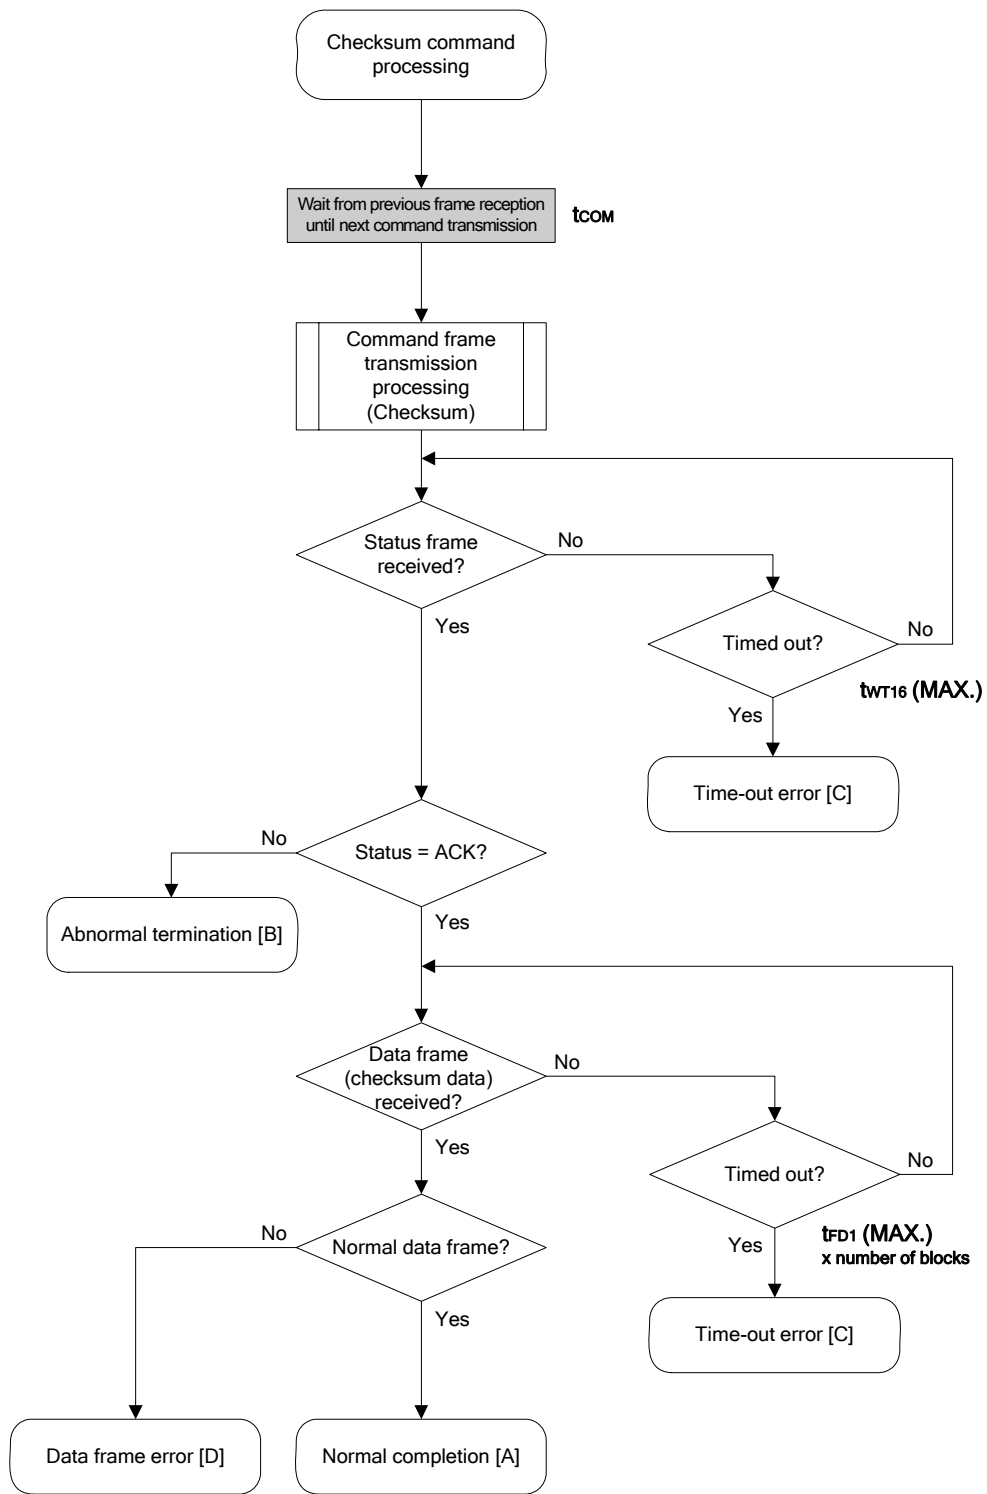 Checksum command
processing
Wait from previous frame reception
until next command transmission
tCOM
Command frame
transmission
processing
(Checksum)
Status frame
received?
No
Yes
Timed out?
No
tWT16 (MAX.)
Yes
Time-out error [C]
No
Status = ACK?
Yes
Abnormal termination [B]
Data frame
(checksum data)
received?
No
Yes
Timed out?
No
tFD1 (MAX.)
x number of blocks
Yes
Time-out error [C]
No
Normal data frame?
Yes
Data frame error [D]
Normal completion [A]